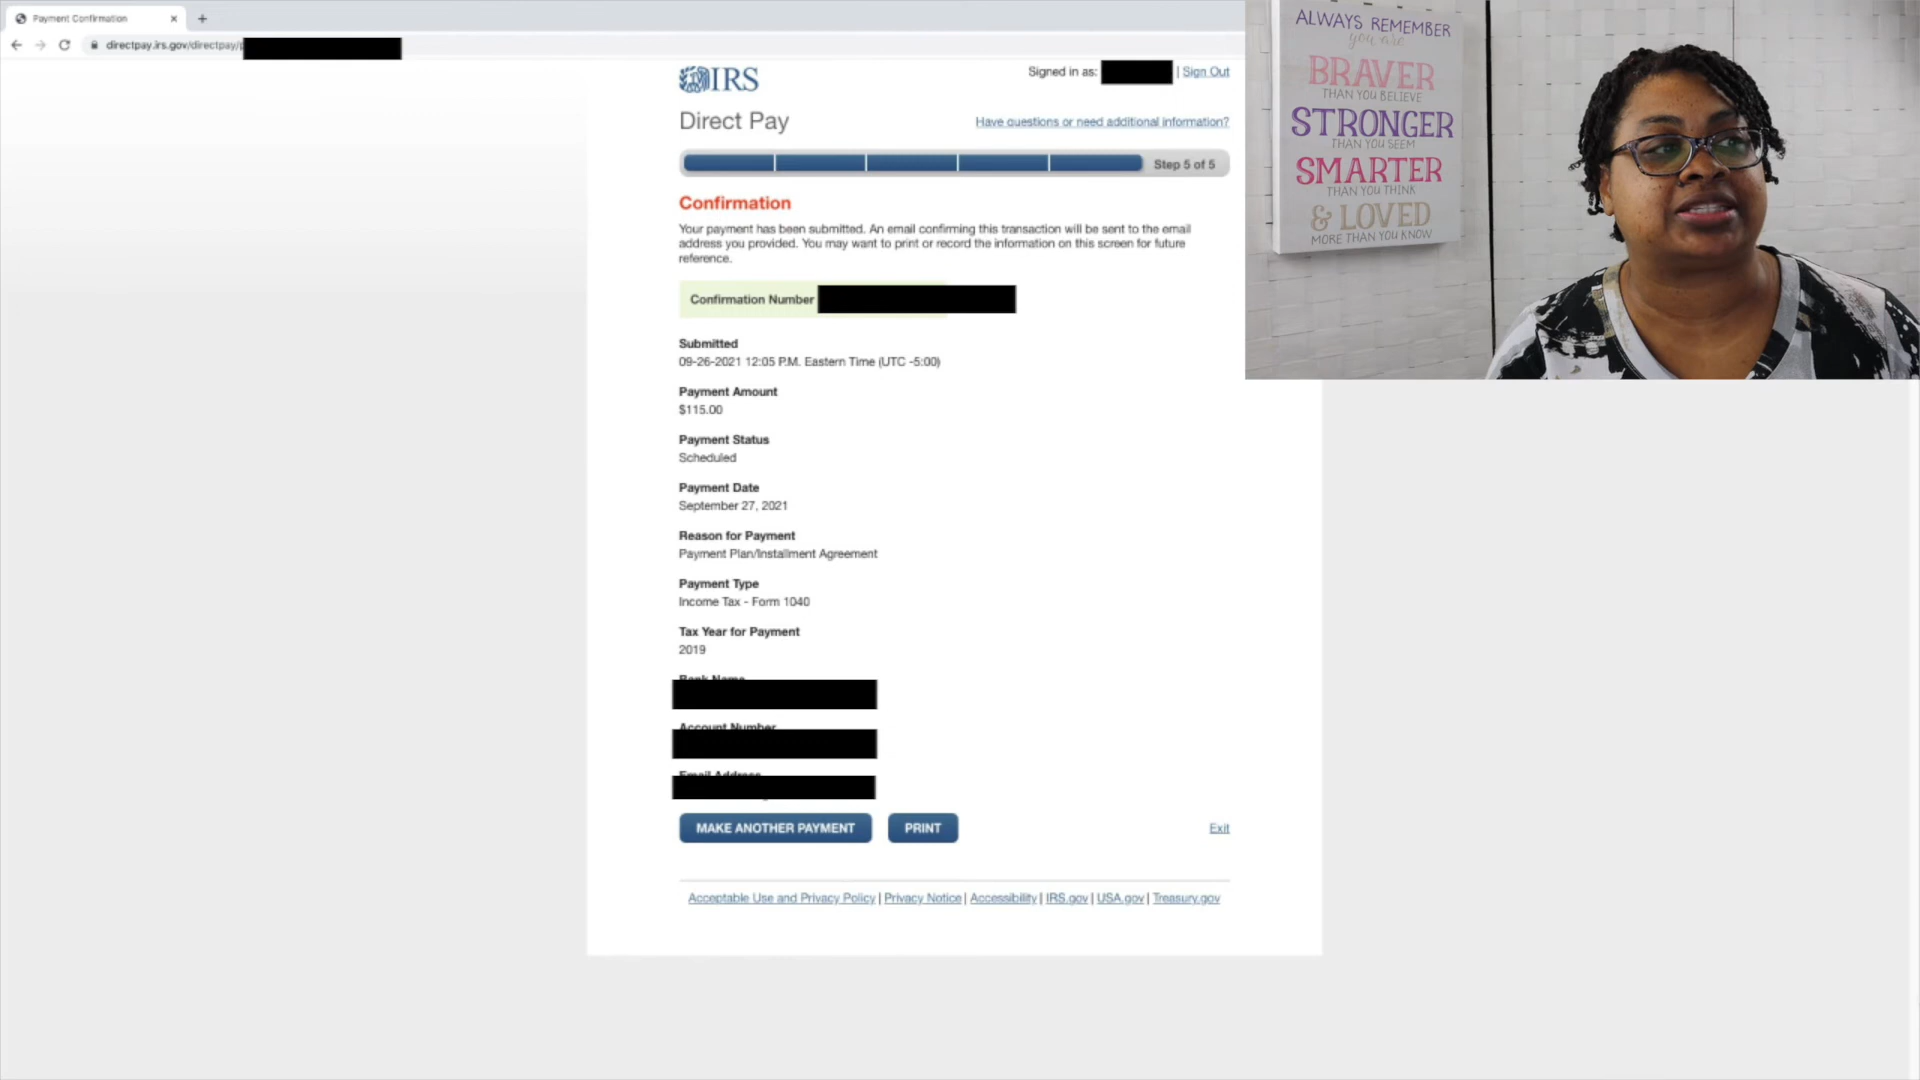 Payment Confirmation
directpay.irs.gov/directpay/
IRS
Signed in as: | Sign Out
Direct Pay
Have questions or need additional information?
Step 5 of 5
Confirmation
Your payment has been submitted. An email confirming this transaction will be sent to the email
address you provided. You may want to print or record the information on this screen for future
reference.
Confirmation Number
Submitted
09-26-2021 12:05 P.M. Eastern Time (UTC -5:00)
Payment Amount
$115.00
Payment Status
Scheduled
Payment Date
September 27, 2021
Reason for Payment
Payment Plan/Installment Agreement
Payment Type
Income Tax - Form 1040
Tax Year for Payment
2019
Bank Name
Account Number
Email Address
MAKE ANOTHER PAYMENT
PRINT
Exit
Acceptable Use and Privacy Policy | Privacy Notice | Accessibility | IRS.gov | USA.gov | Treasury.gov
ALWAYS REMEMBER
you are
BRAVER
THAN YOU BELIEVE
STRONGER
THAN YOU SEEM
SMARTER
THAN YOU THINK
& LOVED
MORE THAN YOU KNOW